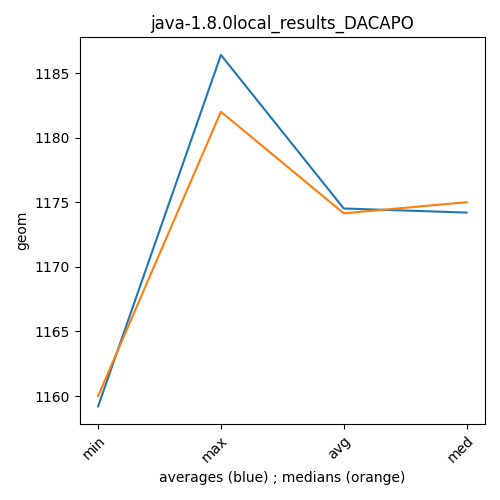 java-1.8.0local_results_DACAPO
1185
1180
1175
1170
1165
1160
geom
min
max
avg
med
averages (blue) ; medians (orange)